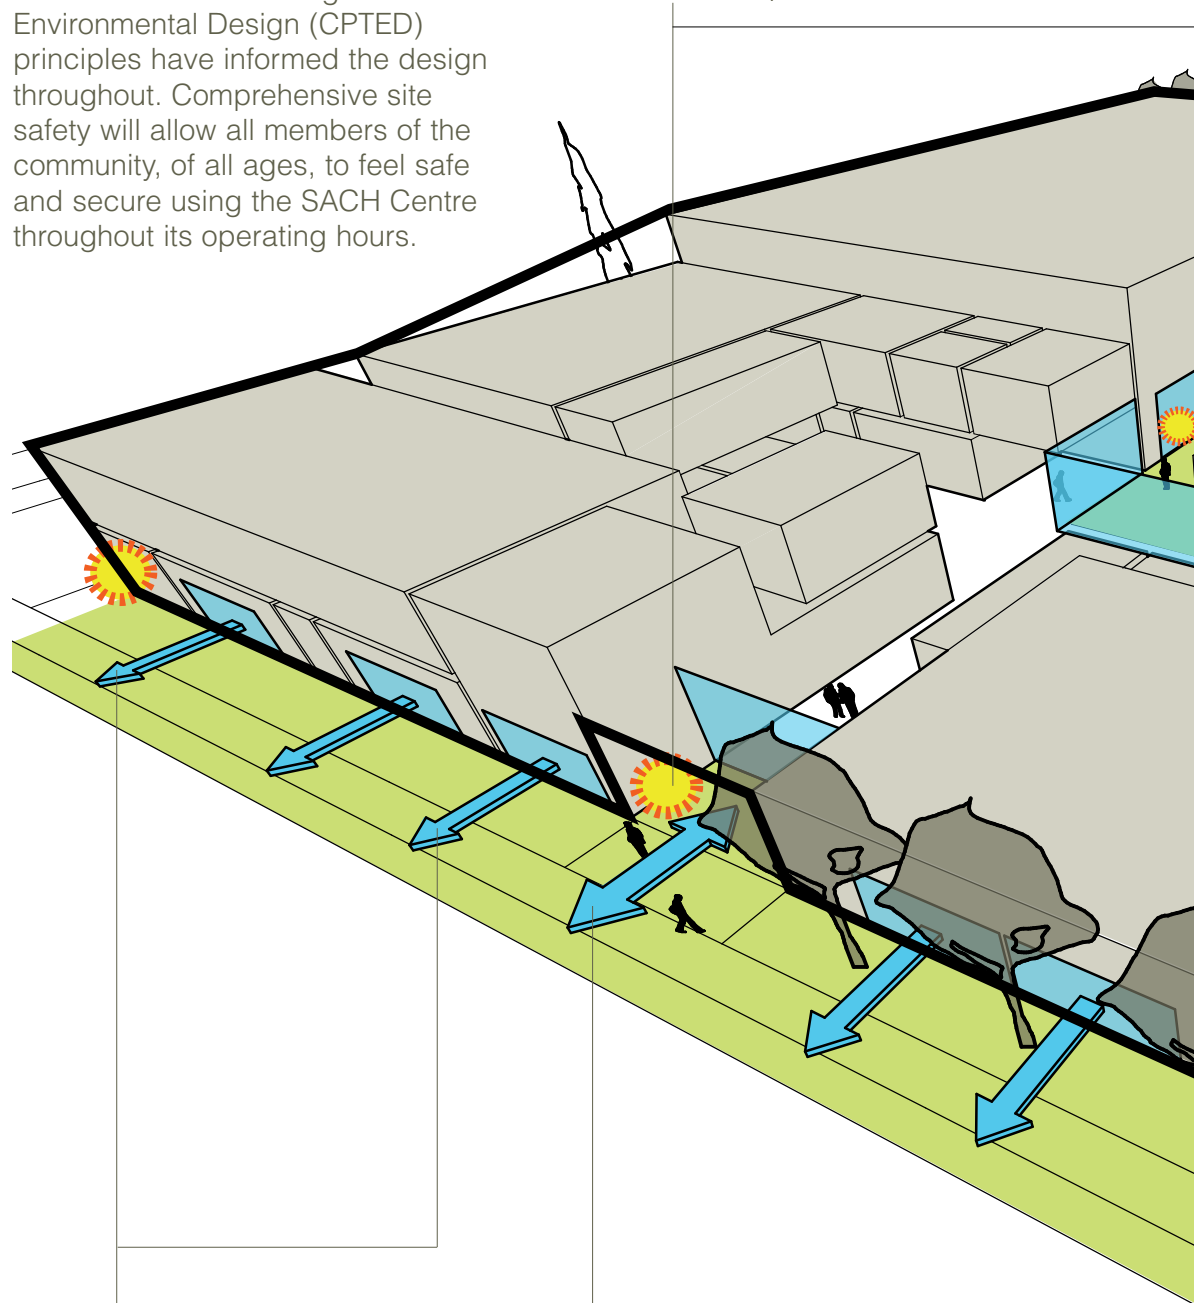 Environmental Design (CPTED)
principles have informed the design
throughout. Comprehensive site
safety will allow all members of the
community, of all ages, to feel safe
and secure using the SACH Centre
throughout its operating hours.